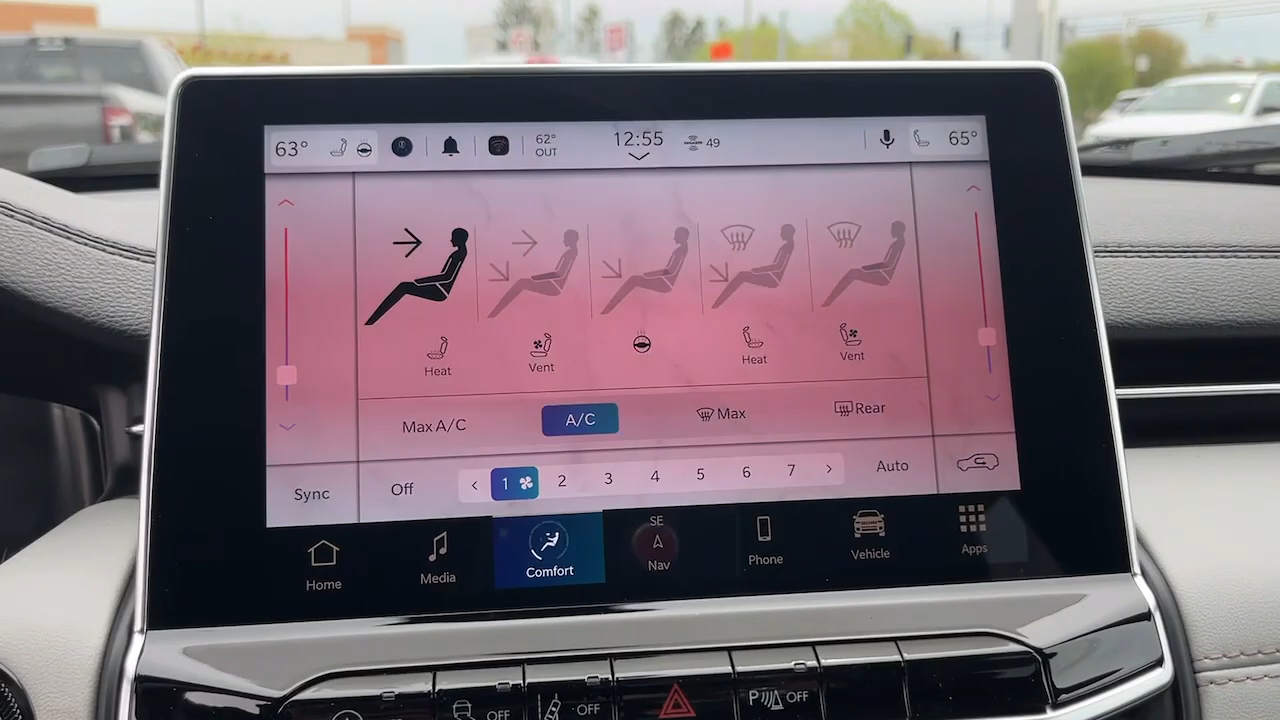 63°
62°
OUT
12:55
49
65°
Heat
Vent
Heat
Vent
Max A/C
A/C
Max
Rear
Sync
Off
< 1 2 3 4 5 6 7 >
Auto
Home
Media
Comfort
SE
Nav
Phone
Vehicle
Apps
OFF
OFF
P OFF